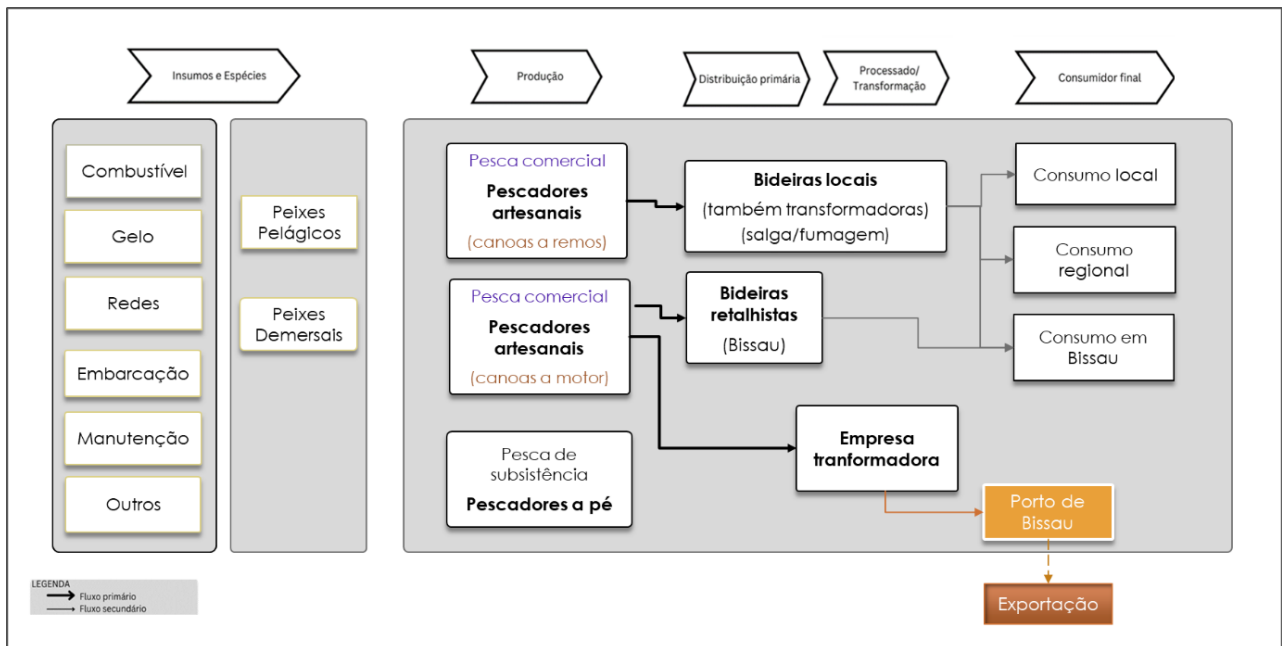 Insumos e Espécies
Produção
Distribuição primária
Processado/
Transformação
Consumidor final
Combustível
Gelo
Redes
Embarcação
Manutenção
Outros
Peixes
Pelágicos
Peixes
Demersais
Pesca comercial
Pescadores
artesanais
(canoas a remos)
Pesca comercial
Pescadores
artesanais
(canoas a motor)
Pesca de
subsistência
Pescadores a pé
Bideiras locais
(também transformadoras)
(salga/fumagem)
Bideiras
retalhistas
(Bissau)
Empresa
tranformadora
Consumo local
Consumo
regional
Consumo em
Bissau
Porto de
Bissau
Exportação
LEGENDA
Fluxo primário
Fluxo secundário